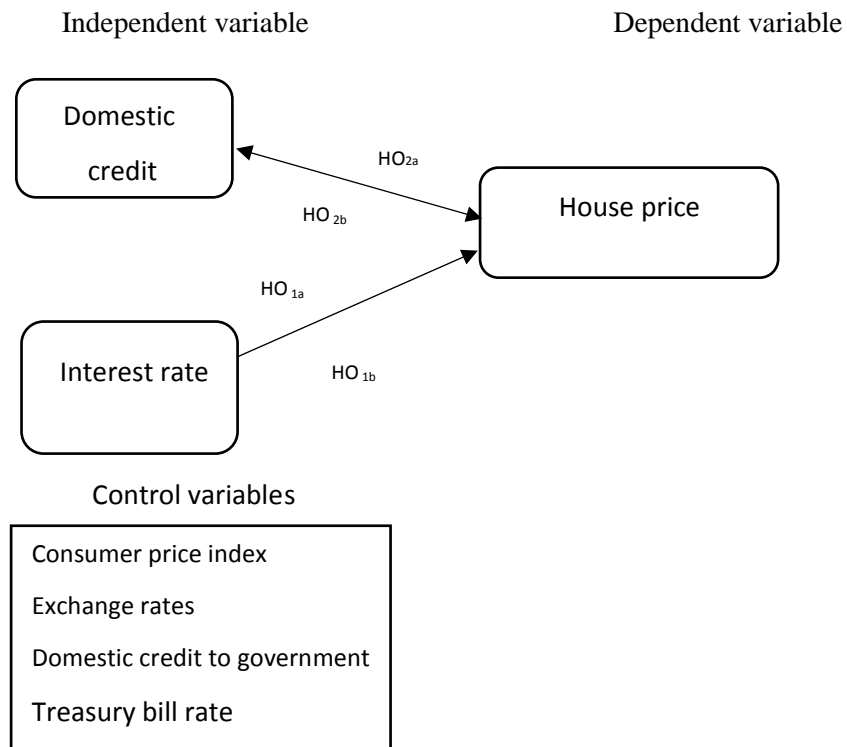 Independent variable
Dependent variable
Domestic
credit
HO2a
House price
HO 2b
HO 1a
Interest rate
HO 1b
Control variables
Consumer price index
Exchange rates
Domestic credit to government
Treasury bill rate